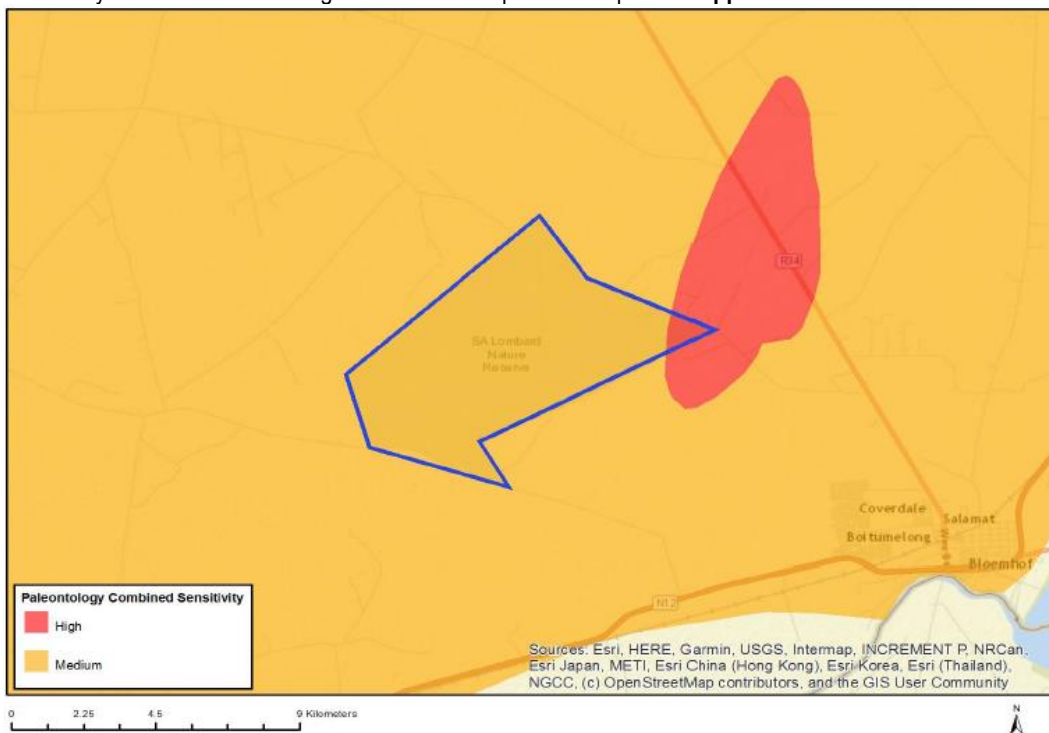 SA Lombard
Nature
Reserve
R34
Coverdale
Salamat
Boitumelong
Bloemhof
N12
Paleontology Combined Sensitivity
High
Medium
Sources: Esri, HERE, Garmin, USGS, Intermap, INCREMENT P, NRCan,
Esri Japan, METI, Esri China (Hong Kong), Esri Korea, Esri (Thailand),
NGCC, (c) OpenStreetMap contributors, and the GIS User Community
0 2.25 4.5 9 Kilometers
N